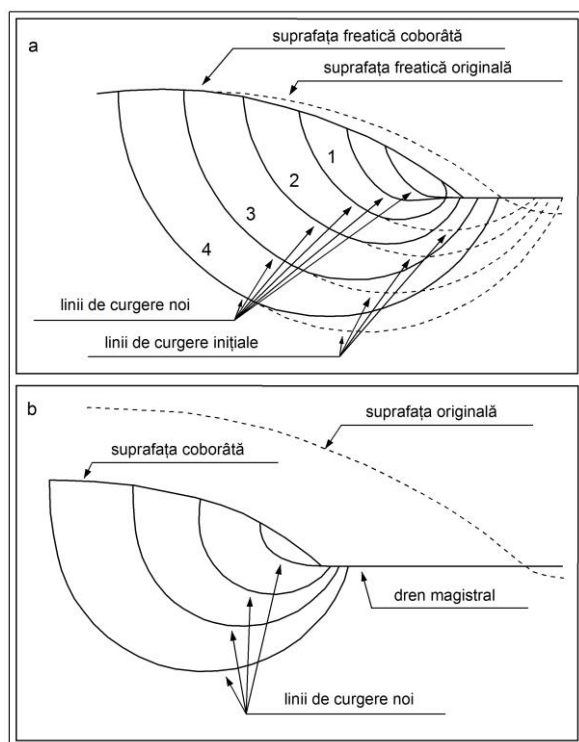 a
suprafața freatică coborâtă
suprafața freatică originală
1
2
3
4
linii de curgere noi
linii de curgere inițiale
b
suprafața originală
suprafața coborâtă
dren magistral
linii de curgere noi